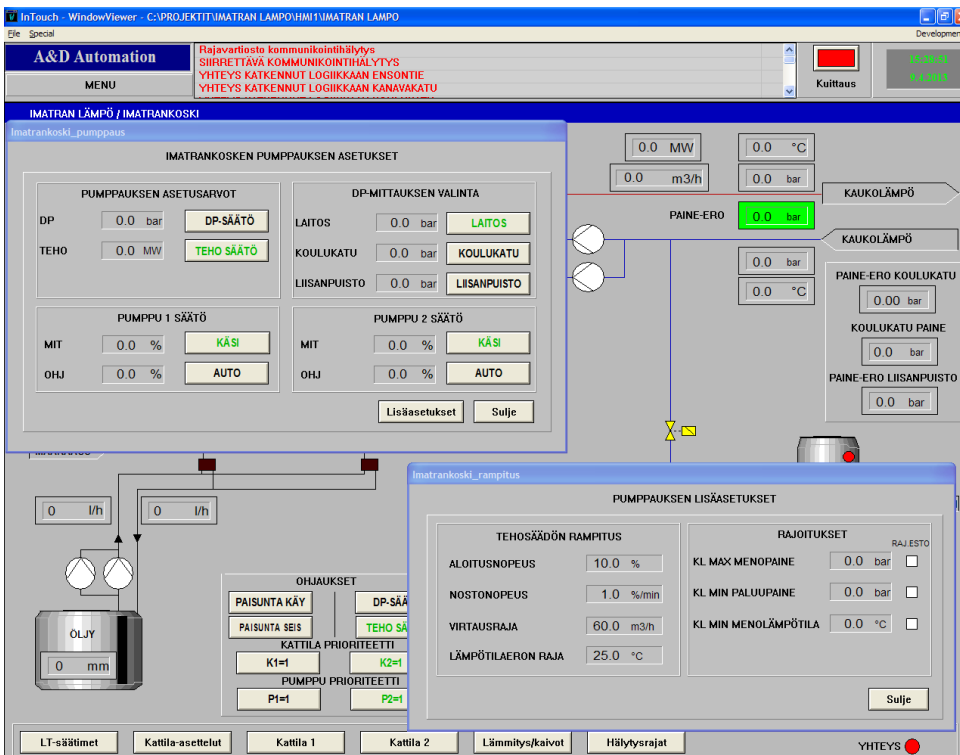 InTouch - WindowViewer - C:\PROJEKTIT\IMATRAN LAMPO\HMI1\IMATRAN LAMPO
File Special
Developmen
A&D Automation
MENU
Rajavartiosto kommunikointihälytys
SIIRRETTÄVÄ KOMMUNIKOINTIHÄLYTYS
YHTEYS KATKENNUT LOGIIKKAAN ENSONTIE
YHTEYS KATKENNUT LOGIIKKAAN KANAVAKATU
Kuittaus
15:28:51
9.4.2013
IMATRAN LÄMPÖ / IMATRANKOSKI
Imatrankoski_pumppaus
IMATRANKOSKEN PUMPPAUKSEN ASETUKSET
PUMPPAUKSEN ASETUSARVOT
DP 0.0 bar DP-SÄÄTÖ
TEHO 0.0 MW TEHO SÄÄTÖ
DP-MITTAUKSEN VALINTA
LAITOS 0.0 bar LAITOS
KOULUKATU 0.0 bar KOULUKATU
LIISANPUISTO 0.0 bar LIISANPUISTO
PUMPPU 1 SÄÄTÖ
MIT 0.0 % KÄSI
OHJ 0.0 % AUTO
PUMPPU 2 SÄÄTÖ
MIT 0.0 % KÄSI
OHJ 0.0 % AUTO
Lisäasetukset Sulje
0.0 MW 0.0 °C
0.0 m3/h 0.0 bar
KAUKOLÄMPÖ
PAINE-ERO 0.0 bar
KAUKOLÄMPÖ
0.0 bar
0.0 °C
PAINE-ERO KOULUKATU
0.00 bar
KOULUKATU PAINE
0.0 bar
PAINE-ERO LIISANPUISTO
0.0 bar
0 l/h 0 l/h
ÖLJY
0 mm
OHJAUKSET
PAISUNTA KÄY DP-SÄÄ
PAISUNTA SEIS TEHO SÄ
KATTILA PRIORITEETTI
K1=1 K2=1
PUMPPU PRIORITEETTI
P1=1 P2=1
Imatrankoski_rampitus
PUMPPAUKSEN LISÄASETUKSET
TEHOSÄÄDÖN RAMPITUS
ALOITUSNOPEUS 10.0 %
NOSTONOPEUS 1.0 %/min
VIRTAUSRAJA 60.0 m3/h
LÄMPÖTILAERON RAJA 25.0 °C
RAJOITUKSET
RAJ.ESTO
KL MAX MENOPAINE 0.0 bar
KL MIN PALUUPAINE 0.0 bar
KL MIN MENOLÄMPÖTILA 0.0 °C
Sulje
LT-säätimet Kattila-asettelut Kattila 1 Kattila 2 Lämmitys/kaivot Hälytysrajat
YHTEYS